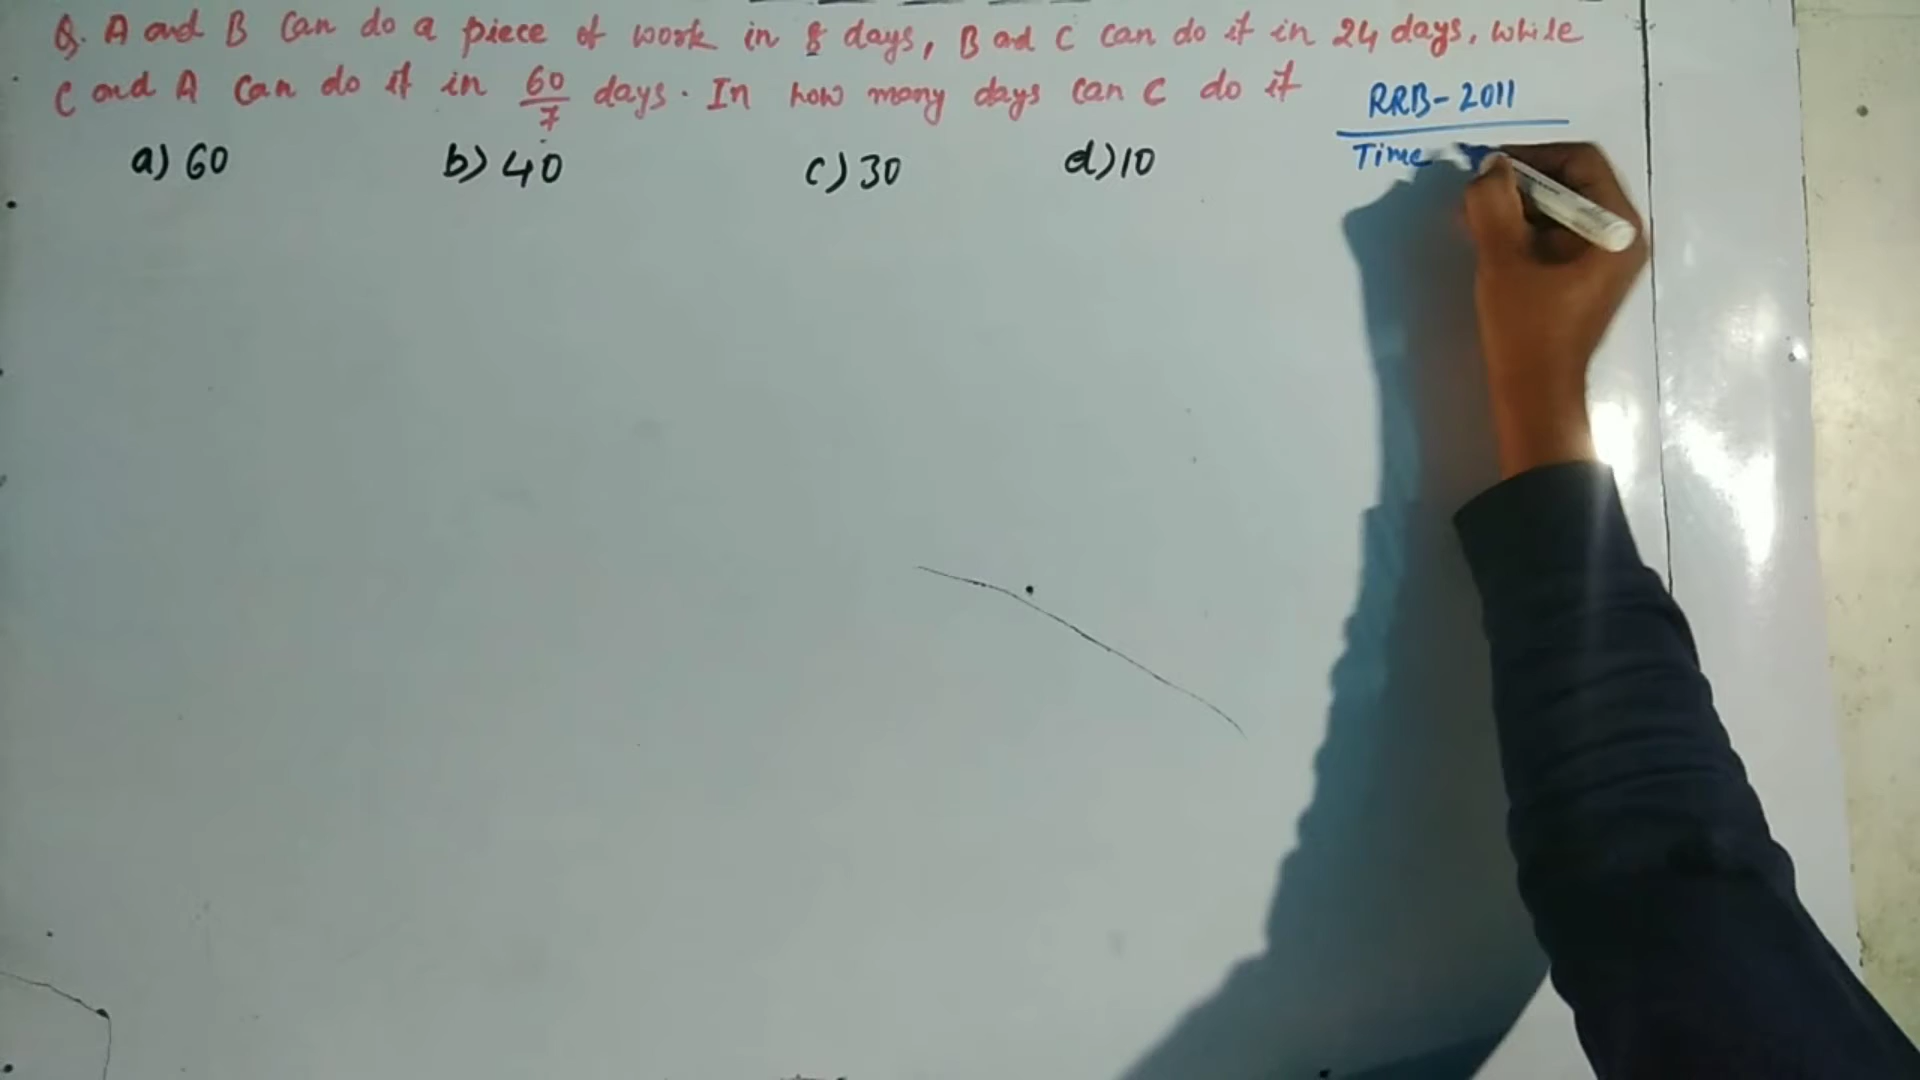 Q. A and B can do a piece of work in 8 days, B and C can do it in 24 days, while
C and A can do it in 60/7 days. In how many days can C do it
a) 60 b) 40 c) 30 d) 10
RRB-2011
Time